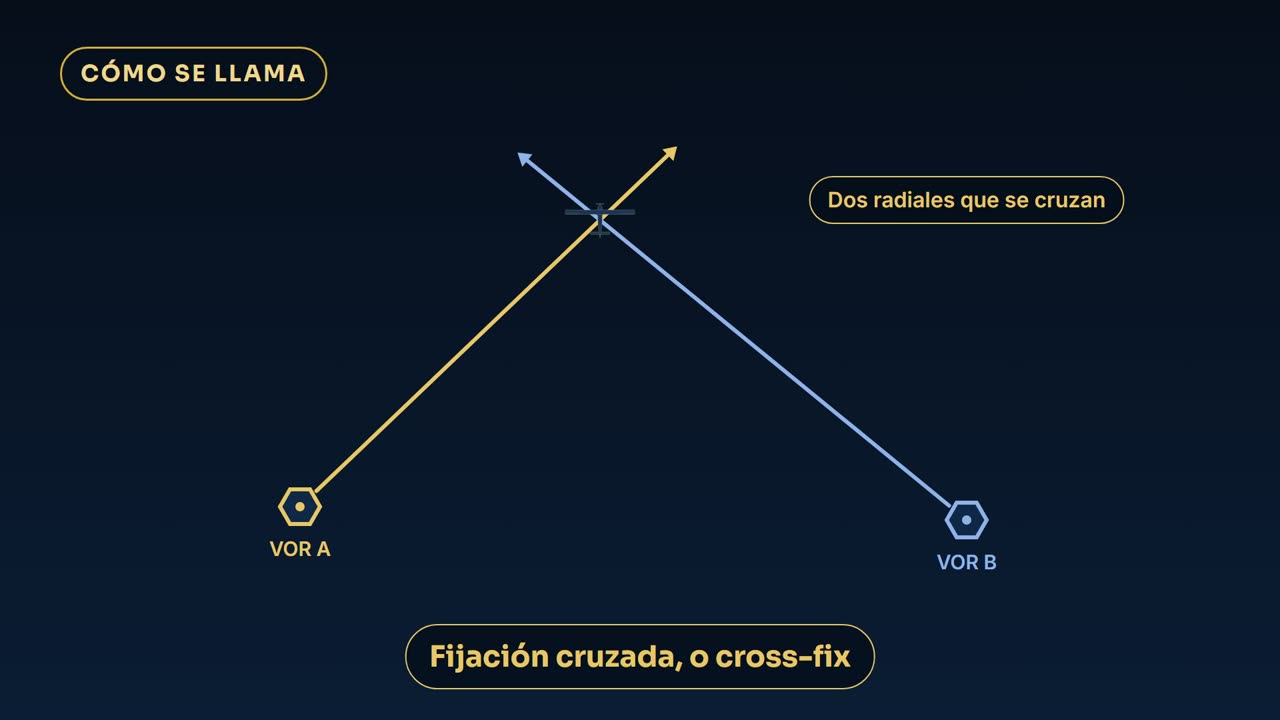 CÓMO SE LLAMA
Dos radiales que se cruzan
VOR A
VOR B
Fijación cruzada, o cross-fix